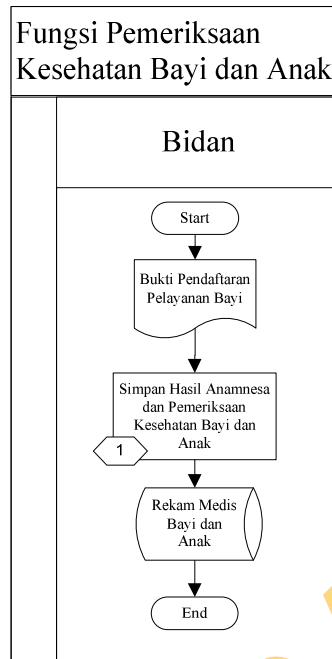 Fungsi Pemeriksaan
Kesehatan Bayi dan Anak
Bidan
Start
Bukti Pendaftaran
Pelayanan Bayi
Simpan Hasil Anamnesa
dan Pemeriksaan
Kesehatan Bayi dan
Anak
1
Rekam Medis
Bayi dan
Anak
End